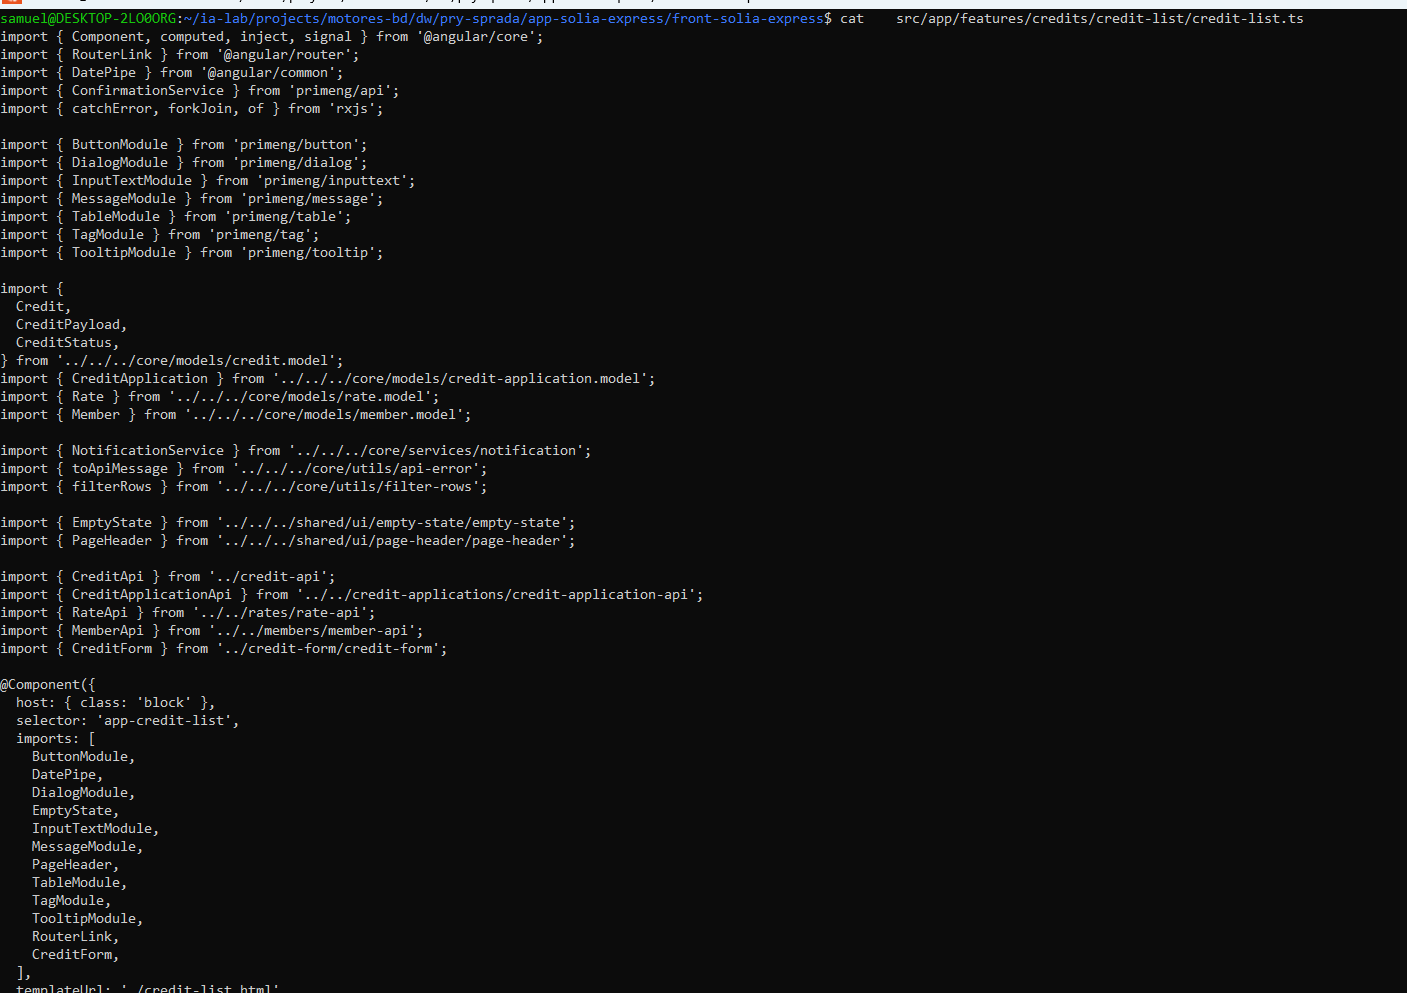 samuel@DESKTOP-2LO0ORG:~/ia-lab/projects/motores-bd/dw/pry-sprada/app-solia-express/front-solia-express$ cat    src/app/features/credits/credit-list/credit-list.ts
import { Component, computed, inject, signal } from '@angular/core';
import { RouterLink } from '@angular/router';
import { DatePipe } from '@angular/common';
import { ConfirmationService } from 'primeng/api';
import { catchError, forkJoin, of } from 'rxjs';

import { ButtonModule } from 'primeng/button';
import { DialogModule } from 'primeng/dialog';
import { InputTextModule } from 'primeng/inputtext';
import { MessageModule } from 'primeng/message';
import { TableModule } from 'primeng/table';
import { TagModule } from 'primeng/tag';
import { TooltipModule } from 'primeng/tooltip';

import {
  Credit,
  CreditPayload,
  CreditStatus,
} from '../../../core/models/credit.model';
import { CreditApplication } from '../../../core/models/credit-application.model';
import { Rate } from '../../../core/models/rate.model';
import { Member } from '../../../core/models/member.model';

import { NotificationService } from '../../../core/services/notification';
import { toApiMessage } from '../../../core/utils/api-error';
import { filterRows } from '../../../core/utils/filter-rows';

import { EmptyState } from '../../../shared/ui/empty-state/empty-state';
import { PageHeader } from '../../../shared/ui/page-header/page-header';

import { CreditApi } from '../credit-api';
import { CreditApplicationApi } from '../../credit-applications/credit-application-api';
import { RateApi } from '../../rates/rate-api';
import { MemberApi } from '../../members/member-api';
import { CreditForm } from '../credit-form/credit-form';

@Component({
  host: { class: 'block' },
  selector: 'app-credit-list',
  imports: [
    ButtonModule,
    DatePipe,
    DialogModule,
    EmptyState,
    InputTextModule,
    MessageModule,
    PageHeader,
    TableModule,
    TagModule,
    TooltipModule,
    RouterLink,
    CreditForm,
  ],
  templateUrl: './credit-list.html'